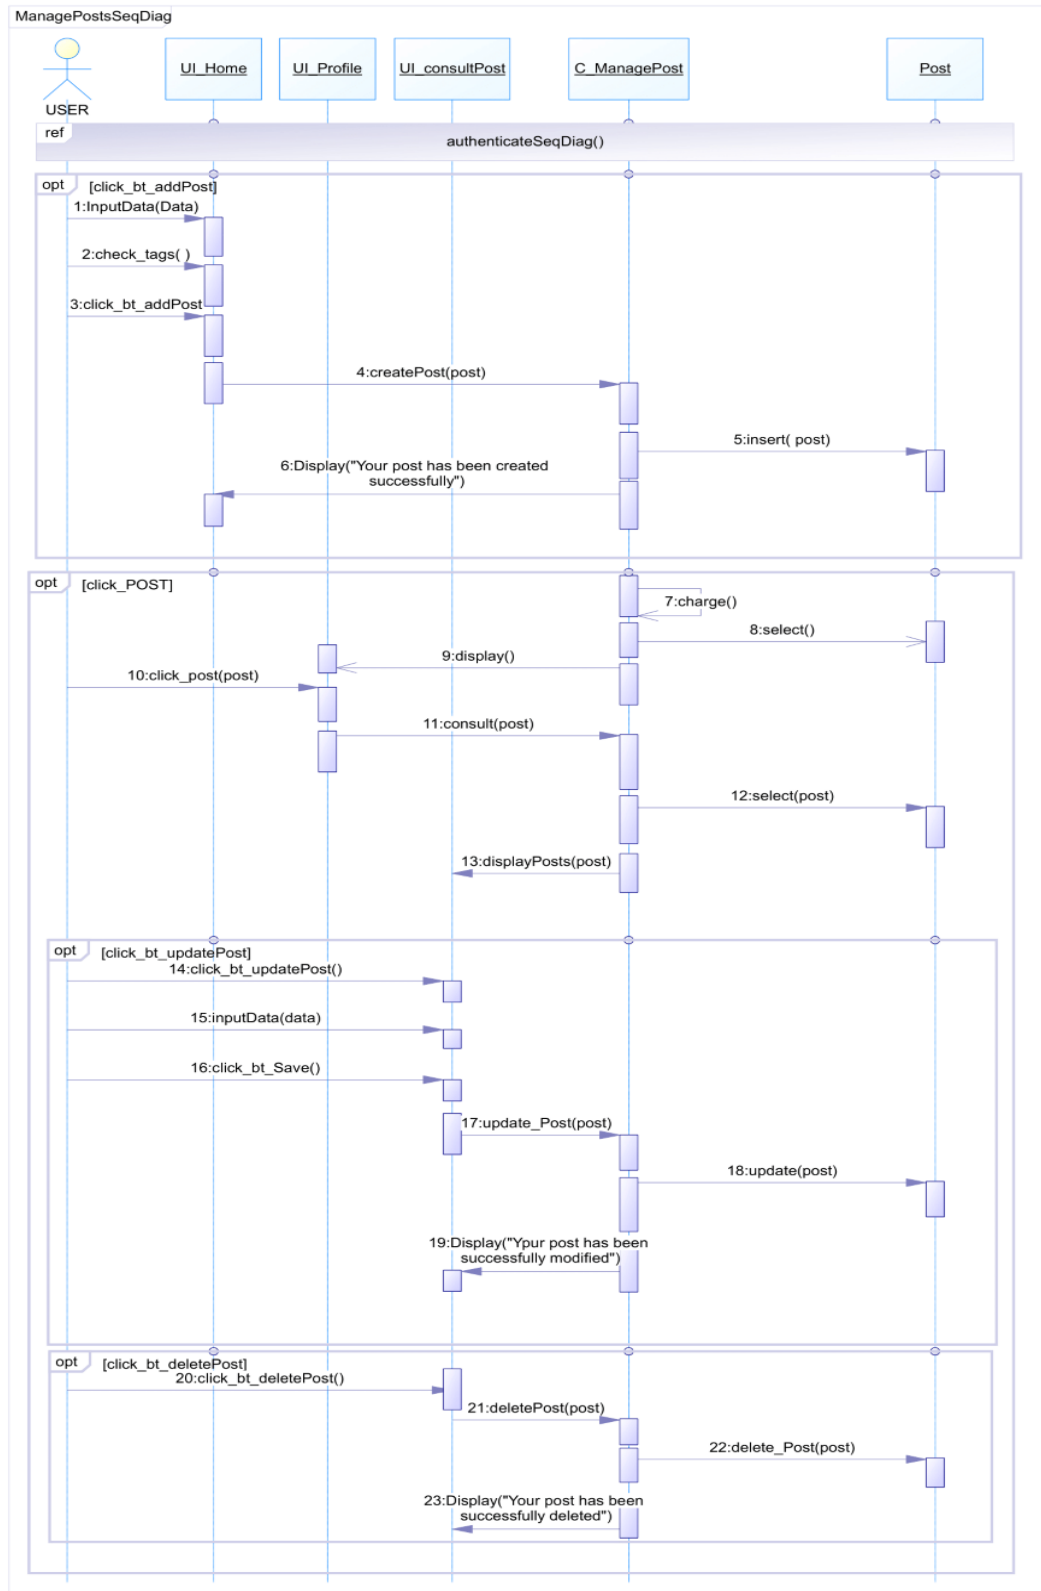 ManagePostsSeqDiag
UI_Home
UI_Profile
UI_consultPost
C_ManagePost
Post
USER
ref
authenticateSeqDiag()
opt
[click_bt_addPost]
1:InputData(Data)
2:check_tags( )
3:click_bt_addPost
4:createPost(post)
5:insert( post)
6:Display("Your post has been created
successfully")
opt
[click_POST]
7:charge()
8:select()
9:display()
10:click_post(post)
11:consult(post)
12:select(post)
13:displayPosts(post)
opt
[click_bt_updatePost]
14:click_bt_updatePost()
15:inputData(data)
16:click_bt_Save()
17:update_Post(post)
18:update(post)
19:Display("Ypur post has been
successfully modified")
opt
[click_bt_deletePost]
20:click_bt_deletePost()
21:deletePost(post)
22:delete_Post(post)
23:Display("Your post has been
successfully deleted")